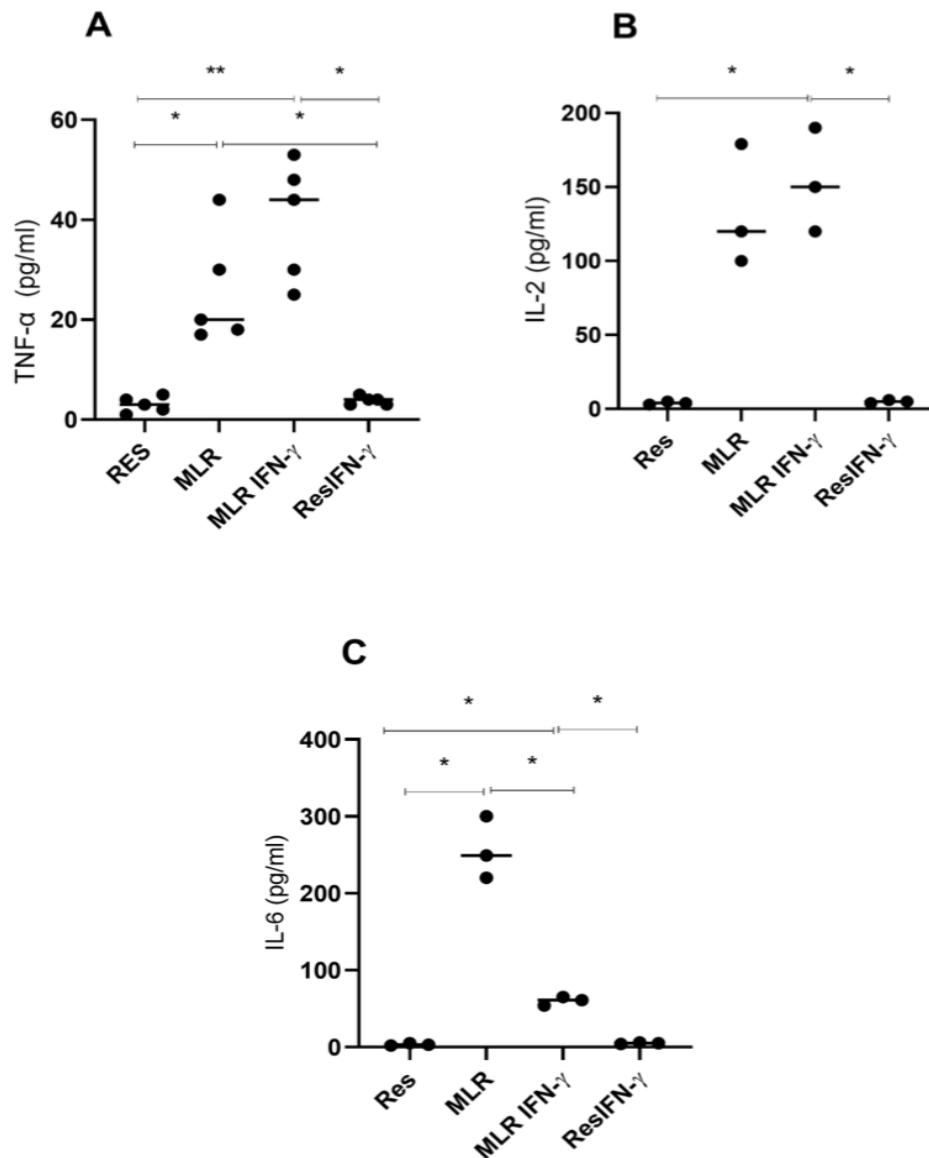 A
** *
* *
TNF-α (pg/ml)
60
40
20
0
RES MLR MLR IFN-γ ResIFN-γ
B
* *
IL-2 (pg/ml)
200
150
100
50
0
Res MLR MLR IFN-γ ResIFN-γ
C
* *
* *
IL-6 (pg/ml)
400
300
200
100
0
Res MLR MLR IFN-γ ResIFN-γ